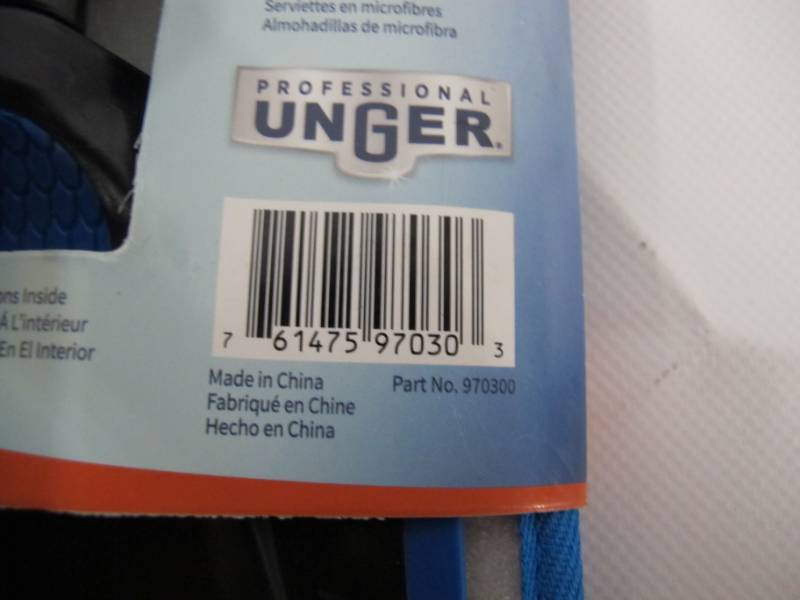 Serviettes en microfibres
Almohadillas de microfibra
PROFESSIONAL
UNGER
7 61475 97030 3
ons Inside
À L'intérieur
En El Interior
Made in China
Part No. 970300
Fabriqué en Chine
Hecho en China